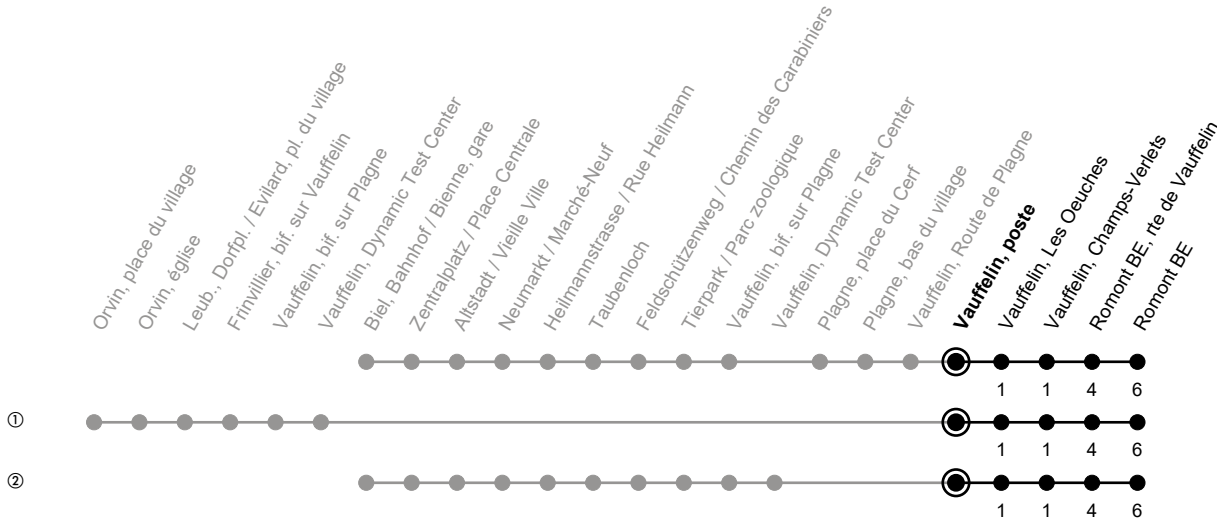 Orvin, place du village
Orvin, église
Leub., Dorfpl. / Evilard, pl. du village
Frinvillier, bif. sur Vauffelin
Vauffelin, bif. sur Plagne
Vauffelin, Dynamic Test Center
Biel, Bahnhof / Bienne, gare
Zentralplatz / Place Centrale
Altstadt / Vieille Ville
Neumarkt / Marché-Neuf
Heilmannstrasse / Rue Heilmann
Taubenloch
Feldschützenweg / Chemin des Carabiniers
Tierpark / Parc zoologique
Vauffelin, bif. sur Plagne
Vauffelin, Dynamic Test Center
Plagne, place du Cerf
Plagne, bas du village
Vauffelin, Route de Plagne
Vauffelin, poste
Vauffelin, Les Oeuches
Vauffelin, Champs-Verlets
Romont BE, rte de Vauffelin
Romont BE
1 1 4 6
①
1 1 4 6
②
1 1 4 6